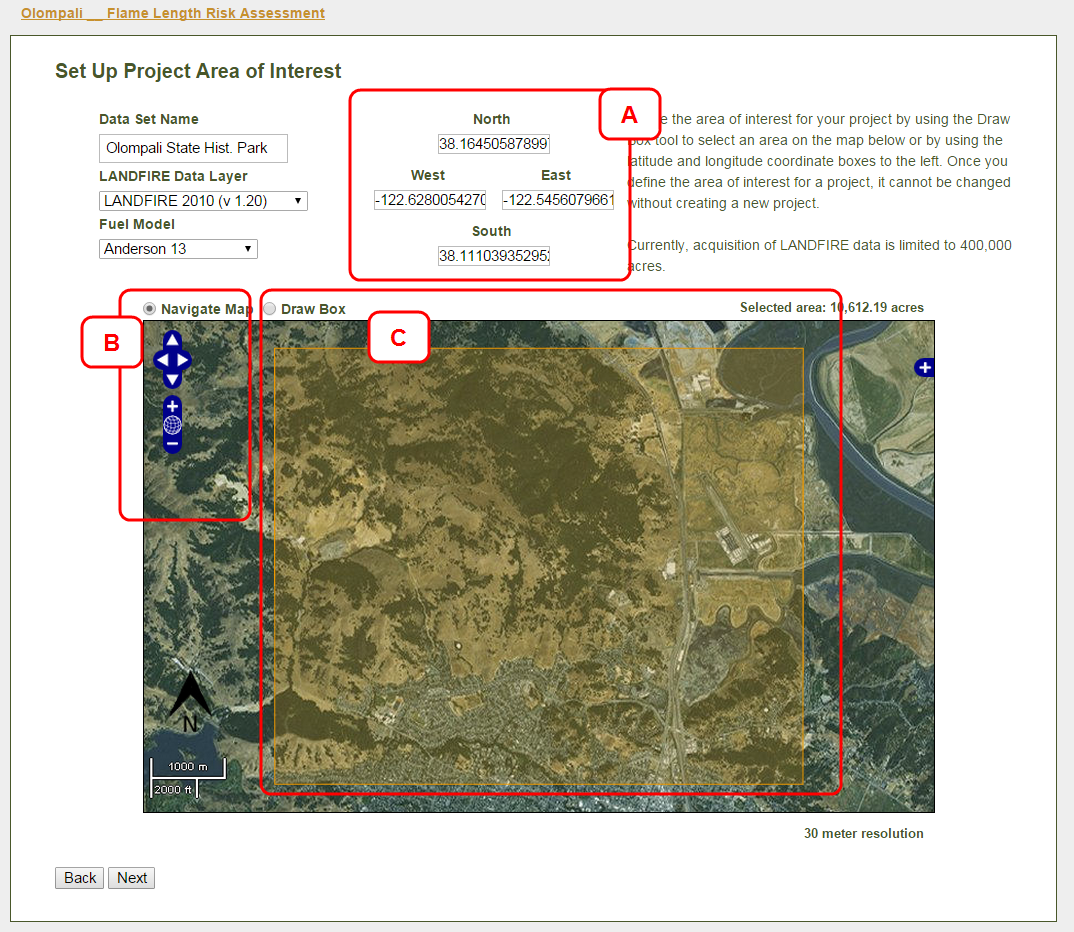 Olompali __ Flame Length Risk Assessment
Set Up Project Area of Interest
Data Set Name
Olompali State Hist. Park
LANDFIRE Data Layer
LANDFIRE 2010 (v 1.20)
Fuel Model
Anderson 13
A
North
38.164505878997
West
East
-122.6280054270
-122.5456079661
South
38.111039352952
e the area of interest for your project by using the Draw
ox tool to select an area on the map below or by using the
latitude and longitude coordinate boxes to the left. Once you
define the area of interest for a project, it cannot be changed
without creating a new project.
Currently, acquisition of LANDFIRE data is limited to 400,000
acres.
Navigate Map
Draw Box
Selected area: 10,612.19 acres
B
C
N
1000 m
2000 ft
30 meter resolution
Back
Next